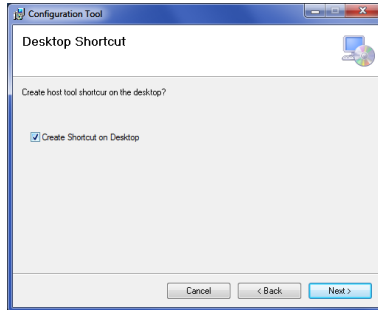 Configuration Tool
Desktop Shortcut
Create host tool shortcur on the desktop?
Create Shortcut on Desktop
Cancel
< Back
Next >